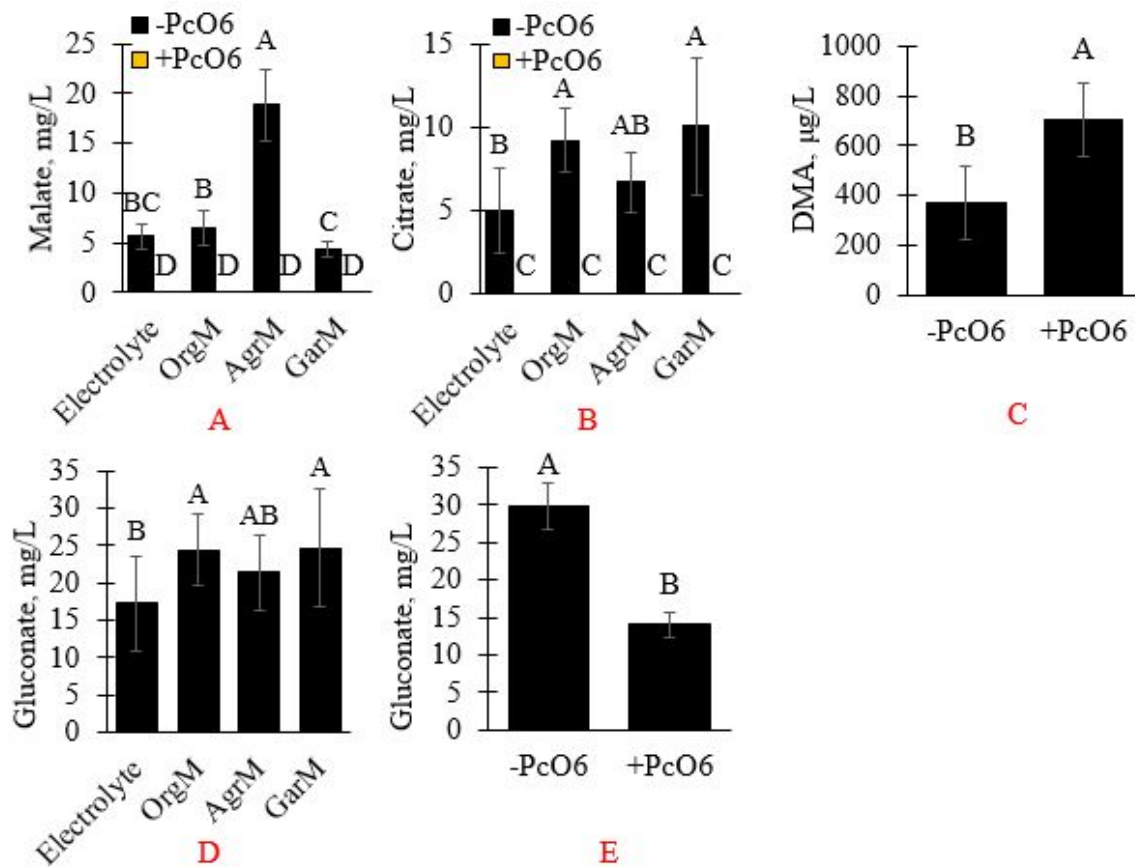 -PcO6
+PcO6
Malate, mg/L
25
20
15
10
5
0
BC
B
A
C
D
D
D
D
Electrolyte
OrgM
AgrM
GarM
A
-PcO6
+PcO6
Citrate, mg/L
15
10
5
0
B
A
AB
A
C
C
C
C
Electrolyte
OrgM
AgrM
GarM
B
DMA, µg/L
1000
800
600
400
200
0
B
A
-PcO6
+PcO6
C
Gluconate, mg/L
35
30
25
20
15
10
5
0
B
A
AB
A
Electrolyte
OrgM
AgrM
GarM
D
Gluconate, mg/L
35
30
25
20
15
10
5
0
A
B
-PcO6
+PcO6
E